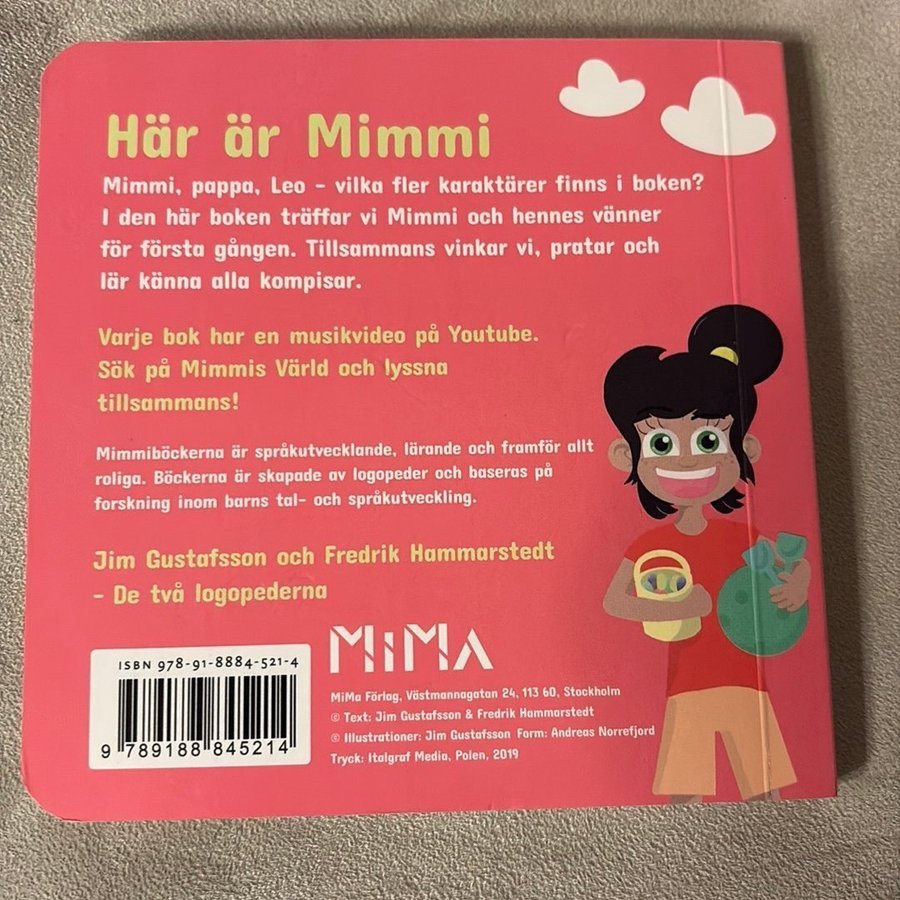 Här är Mimmi
Mimmi, pappa, Leo - vilka fler karaktärer finns i boken?
I den här boken träffar vi Mimmi och hennes vänner
för första gången. Tillsammans vinkar vi, pratar och
lär känna alla kompisar.
Varje bok har en musikvideo på Youtube.
Sök på Mimmis Värld och lyssna
tillsammans!
Mimmiböckerna är språkutvecklande, lärande och framför allt
roliga. Böckerna är skapade av logopeder och baseras på
forskning inom barns tal- och språkutveckling.
Jim Gustafsson och Fredrik Hammarstedt
- De två logopederna
ISBN 978-91-8884-521-4
9 789188 845214
MiMa
MiMa Förlag, Västmannagatan 24, 113 60, Stockholm
© Text: Jim Gustafsson & Fredrik Hammarstedt
© Illustrationer: Jim Gustafsson Form: Andreas Norrefjord
Tryck: Italgraf Media, Polen, 2019